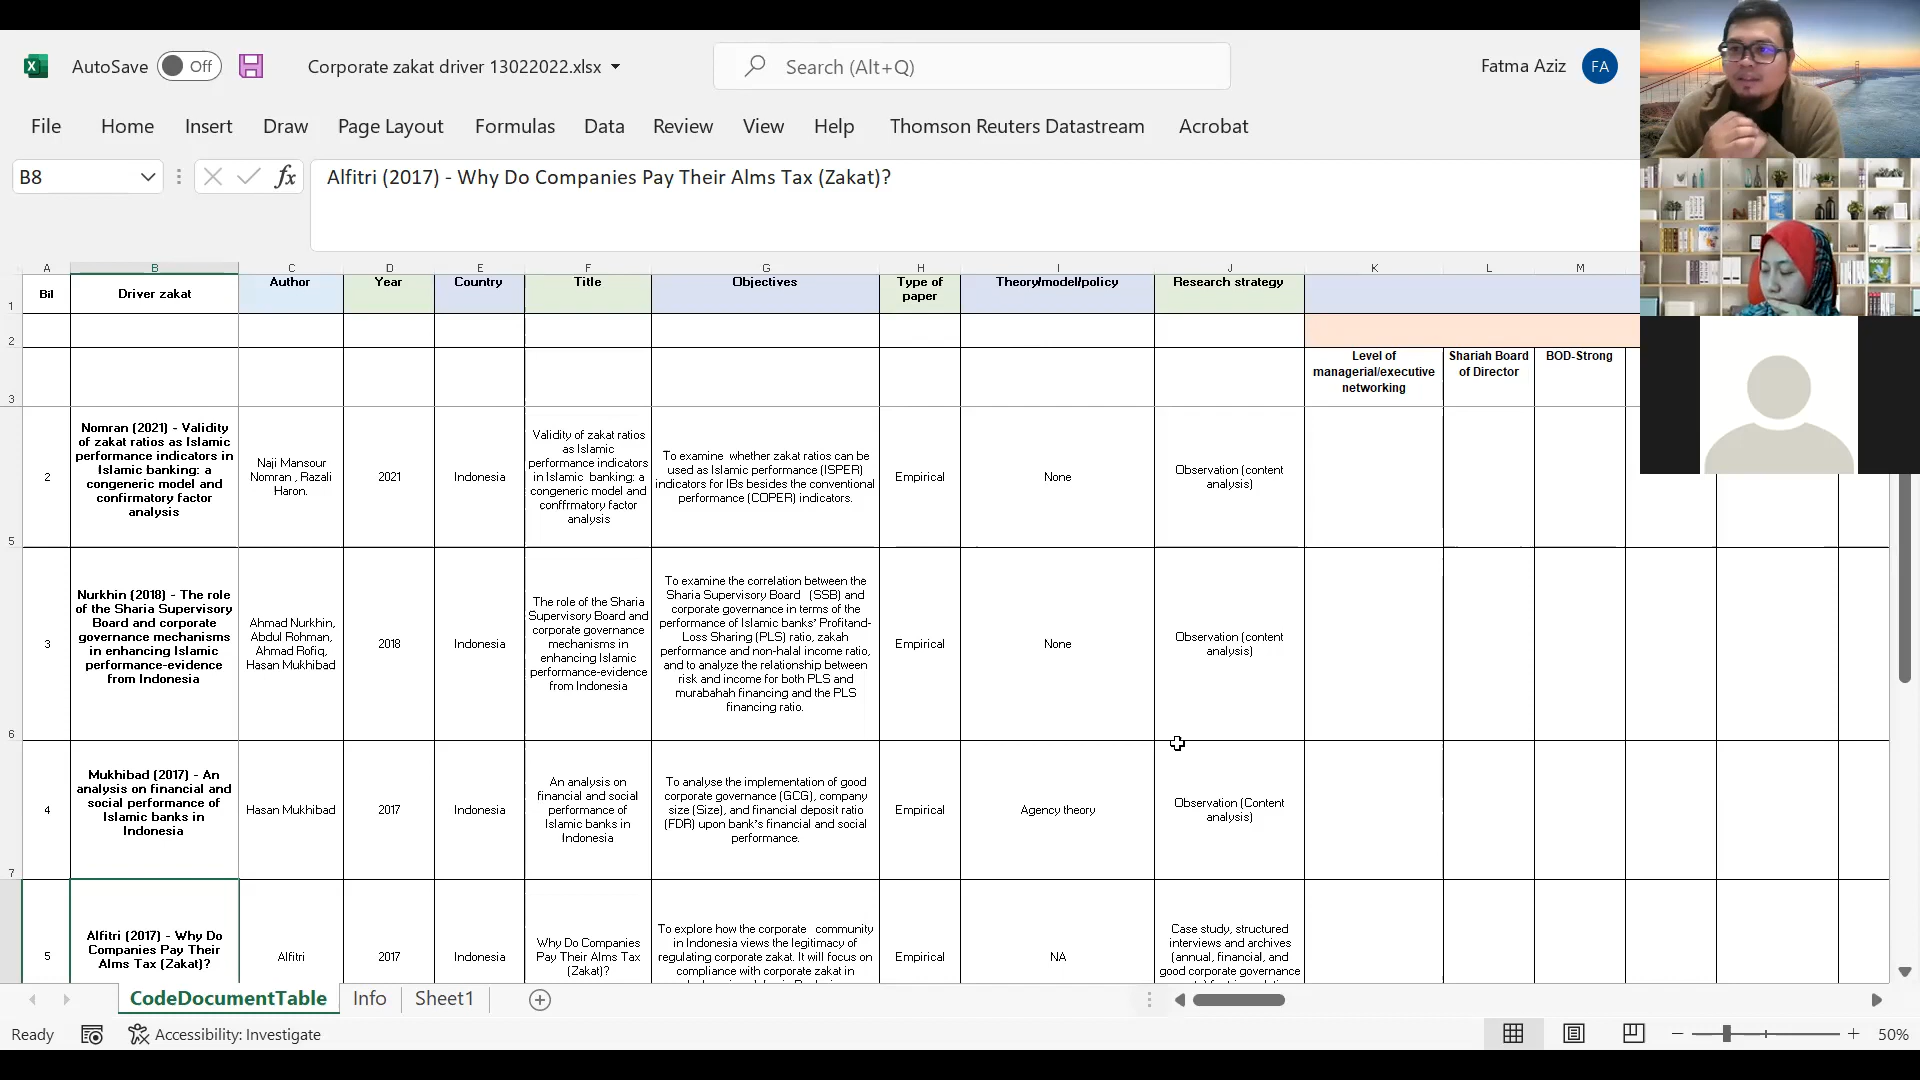 AutoSave Off Corporate zakat driver 13022022.xlsx Search (Alt+Q) Fatma Aziz FA
File Home Insert Draw Page Layout Formulas Data Review View Help Thomson Reuters Datastream Acrobat
B8 fx Alfitri (2017) - Why Do Companies Pay Their Alms Tax (Zakat)?
A B C D E F G H I J K L M
1
Bil
Driver zakat
Author
Year
Country
Title
Objectives
Type of
paper
Theory/model/policy
Research strategy
2
3
Level of
managerial/executive
networking
Shariah Board
of Director
BOD-Strong
5
2
Nomran (2021) - Validity
of zakat ratios as Islamic
performance indicators in
Islamic banking: a
congeneric model and
confirmatory factor
analysis
Naji Mansour
Nomran , Razali
Haron.
2021
Indonesia
Validity of zakat ratios
as Islamic
performance indicators
in Islamic banking: a
congeneric model and
conffrmatory factor
analysis
To examine whether zakat ratios can be
used as Islamic performance (ISPER)
indicators for IBs besides the conventional
performance (COPER) indicators.
Empirical
None
Observation (content
analysis)
6
3
Nurkhin (2018) - The role
of the Sharia Supervisory
Board and corporate
governance mechanisms
in enhancing Islamic
performance-evidence
from Indonesia
Ahmad Nurkhin,
Abdul Rohman,
Ahmad Rofiq,
Hasan Mukhibad
2018
Indonesia
The role of the Sharia
Supervisory Board and
corporate governance
mechanisms in
enhancing Islamic
performance-evidence
from Indonesia
To examine the correlation between the
Sharia Supervisory Board (SSB) and
corporate governance in terms of the
performance of Islamic banks' Profitand-
Loss Sharing (PLS) ratio, zakah
performance and non-halal income ratio,
and to analyze the relationship between
risk and income for both PLS and
murabahah financing and the PLS
financing ratio.
Empirical
None
Observation (content
analysis)
7
4
Mukhibad (2017) - An
analysis on financial and
social performance of
Islamic banks in
Indonesia
Hasan Mukhibad
2017
Indonesia
An analysis on
financial and social
performance of
Islamic banks in
Indonesia
To analyse the implementation of good
corporate governance (GCG), company
size (Size), and financial deposit ratio
(FDR) upon bank's financial and social
performance.
Empirical
Agency theory
Observation (Content
analysis)
5
Alfitri (2017) - Why Do
Companies Pay Their
Alms Tax (Zakat)?
Alfitri
2017
Indonesia
Why Do Companies
Pay Their Alms Tax
(Zakat)?
To explore how the corporate community
in Indonesia views the legitimacy of
regulating corporate zakat. It will focus on
compliance with corporate zakat in
Empirical
NA
Case study, structured
interviews and archives
(annual, financial, and
good corporate governance
CodeDocumentTable Info Sheet1
Ready Accessibility: Investigate 50%